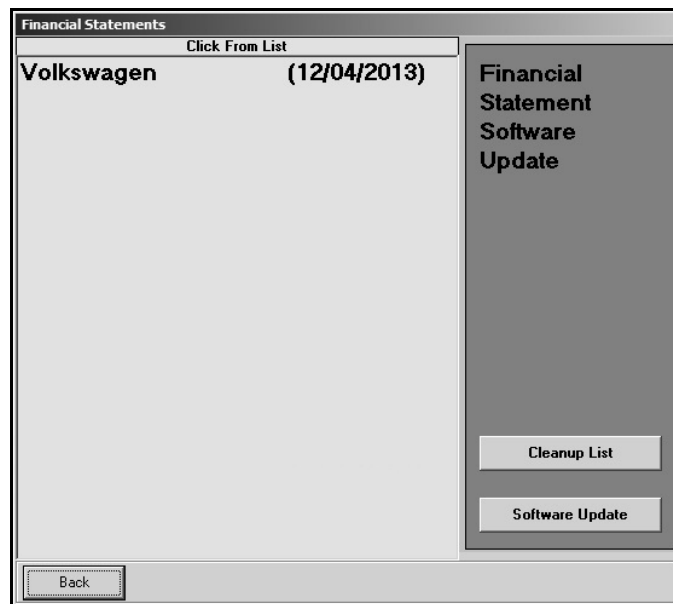 Financial Statements
Click From List
Volkswagen (12/04/2013)
Financial
Statement
Software
Update
Cleanup List
Software Update
Back